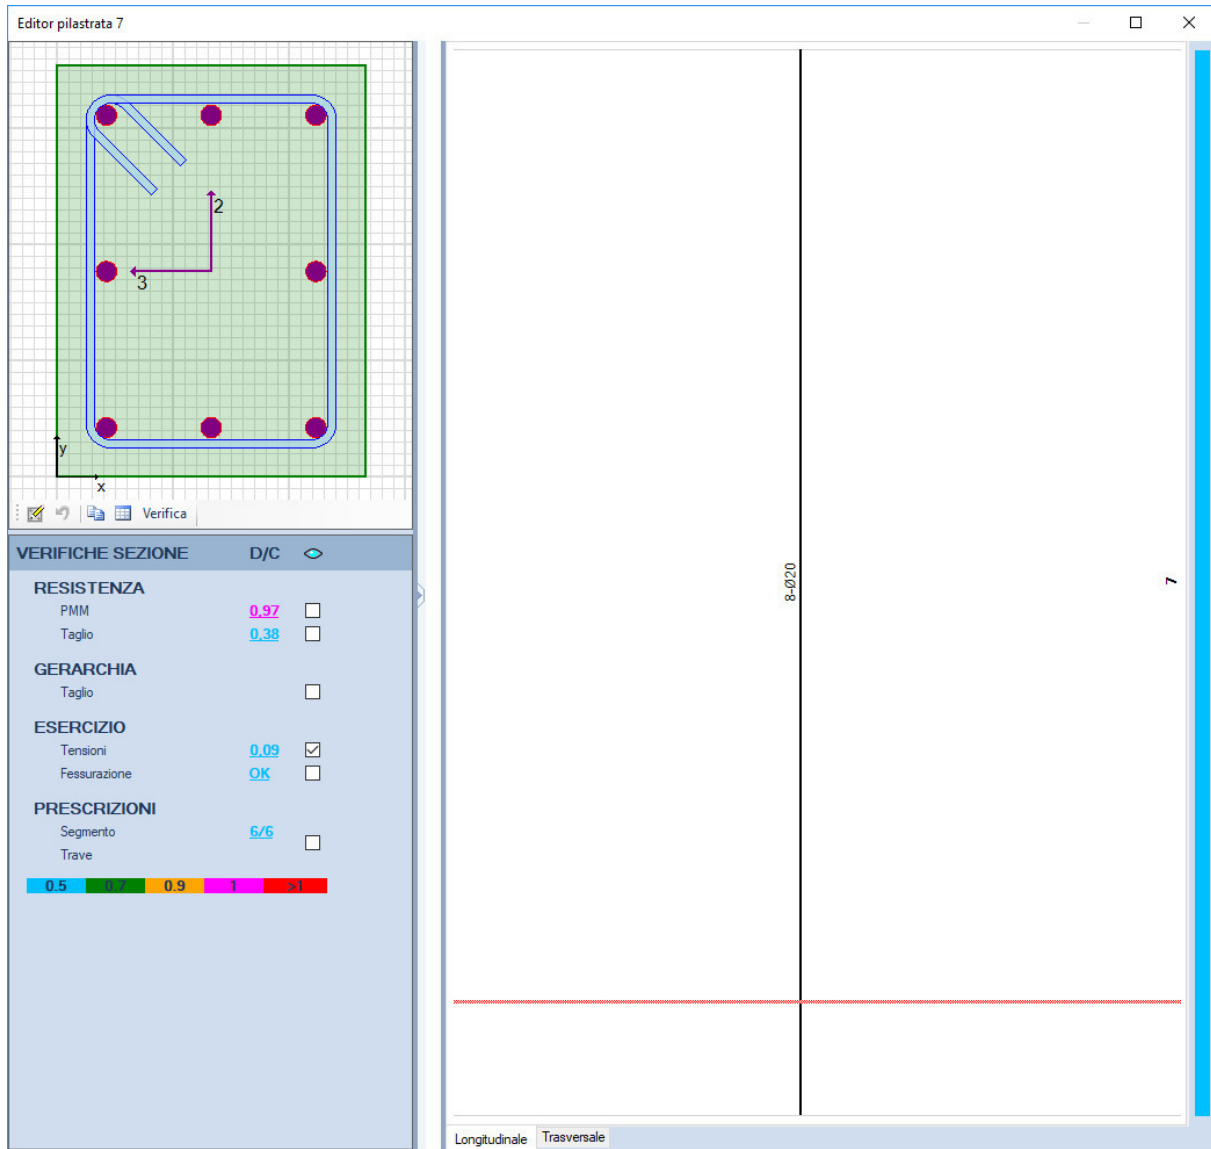 Editor pilastrata 7
2
3
y
x
Verifica
VERIFICHE SEZIONE D/C
RESISTENZA
PMM 0,97
Taglio 0,38
GERARCHIA
Taglio
ESERCIZIO
Tensioni 0,09
Fessurazione OK
PRESCRIZIONI
Segmento 6/6
Trave
0.5 0.7 0.9 1 >1
8-Ø20
7
Longitudinale Trasversale